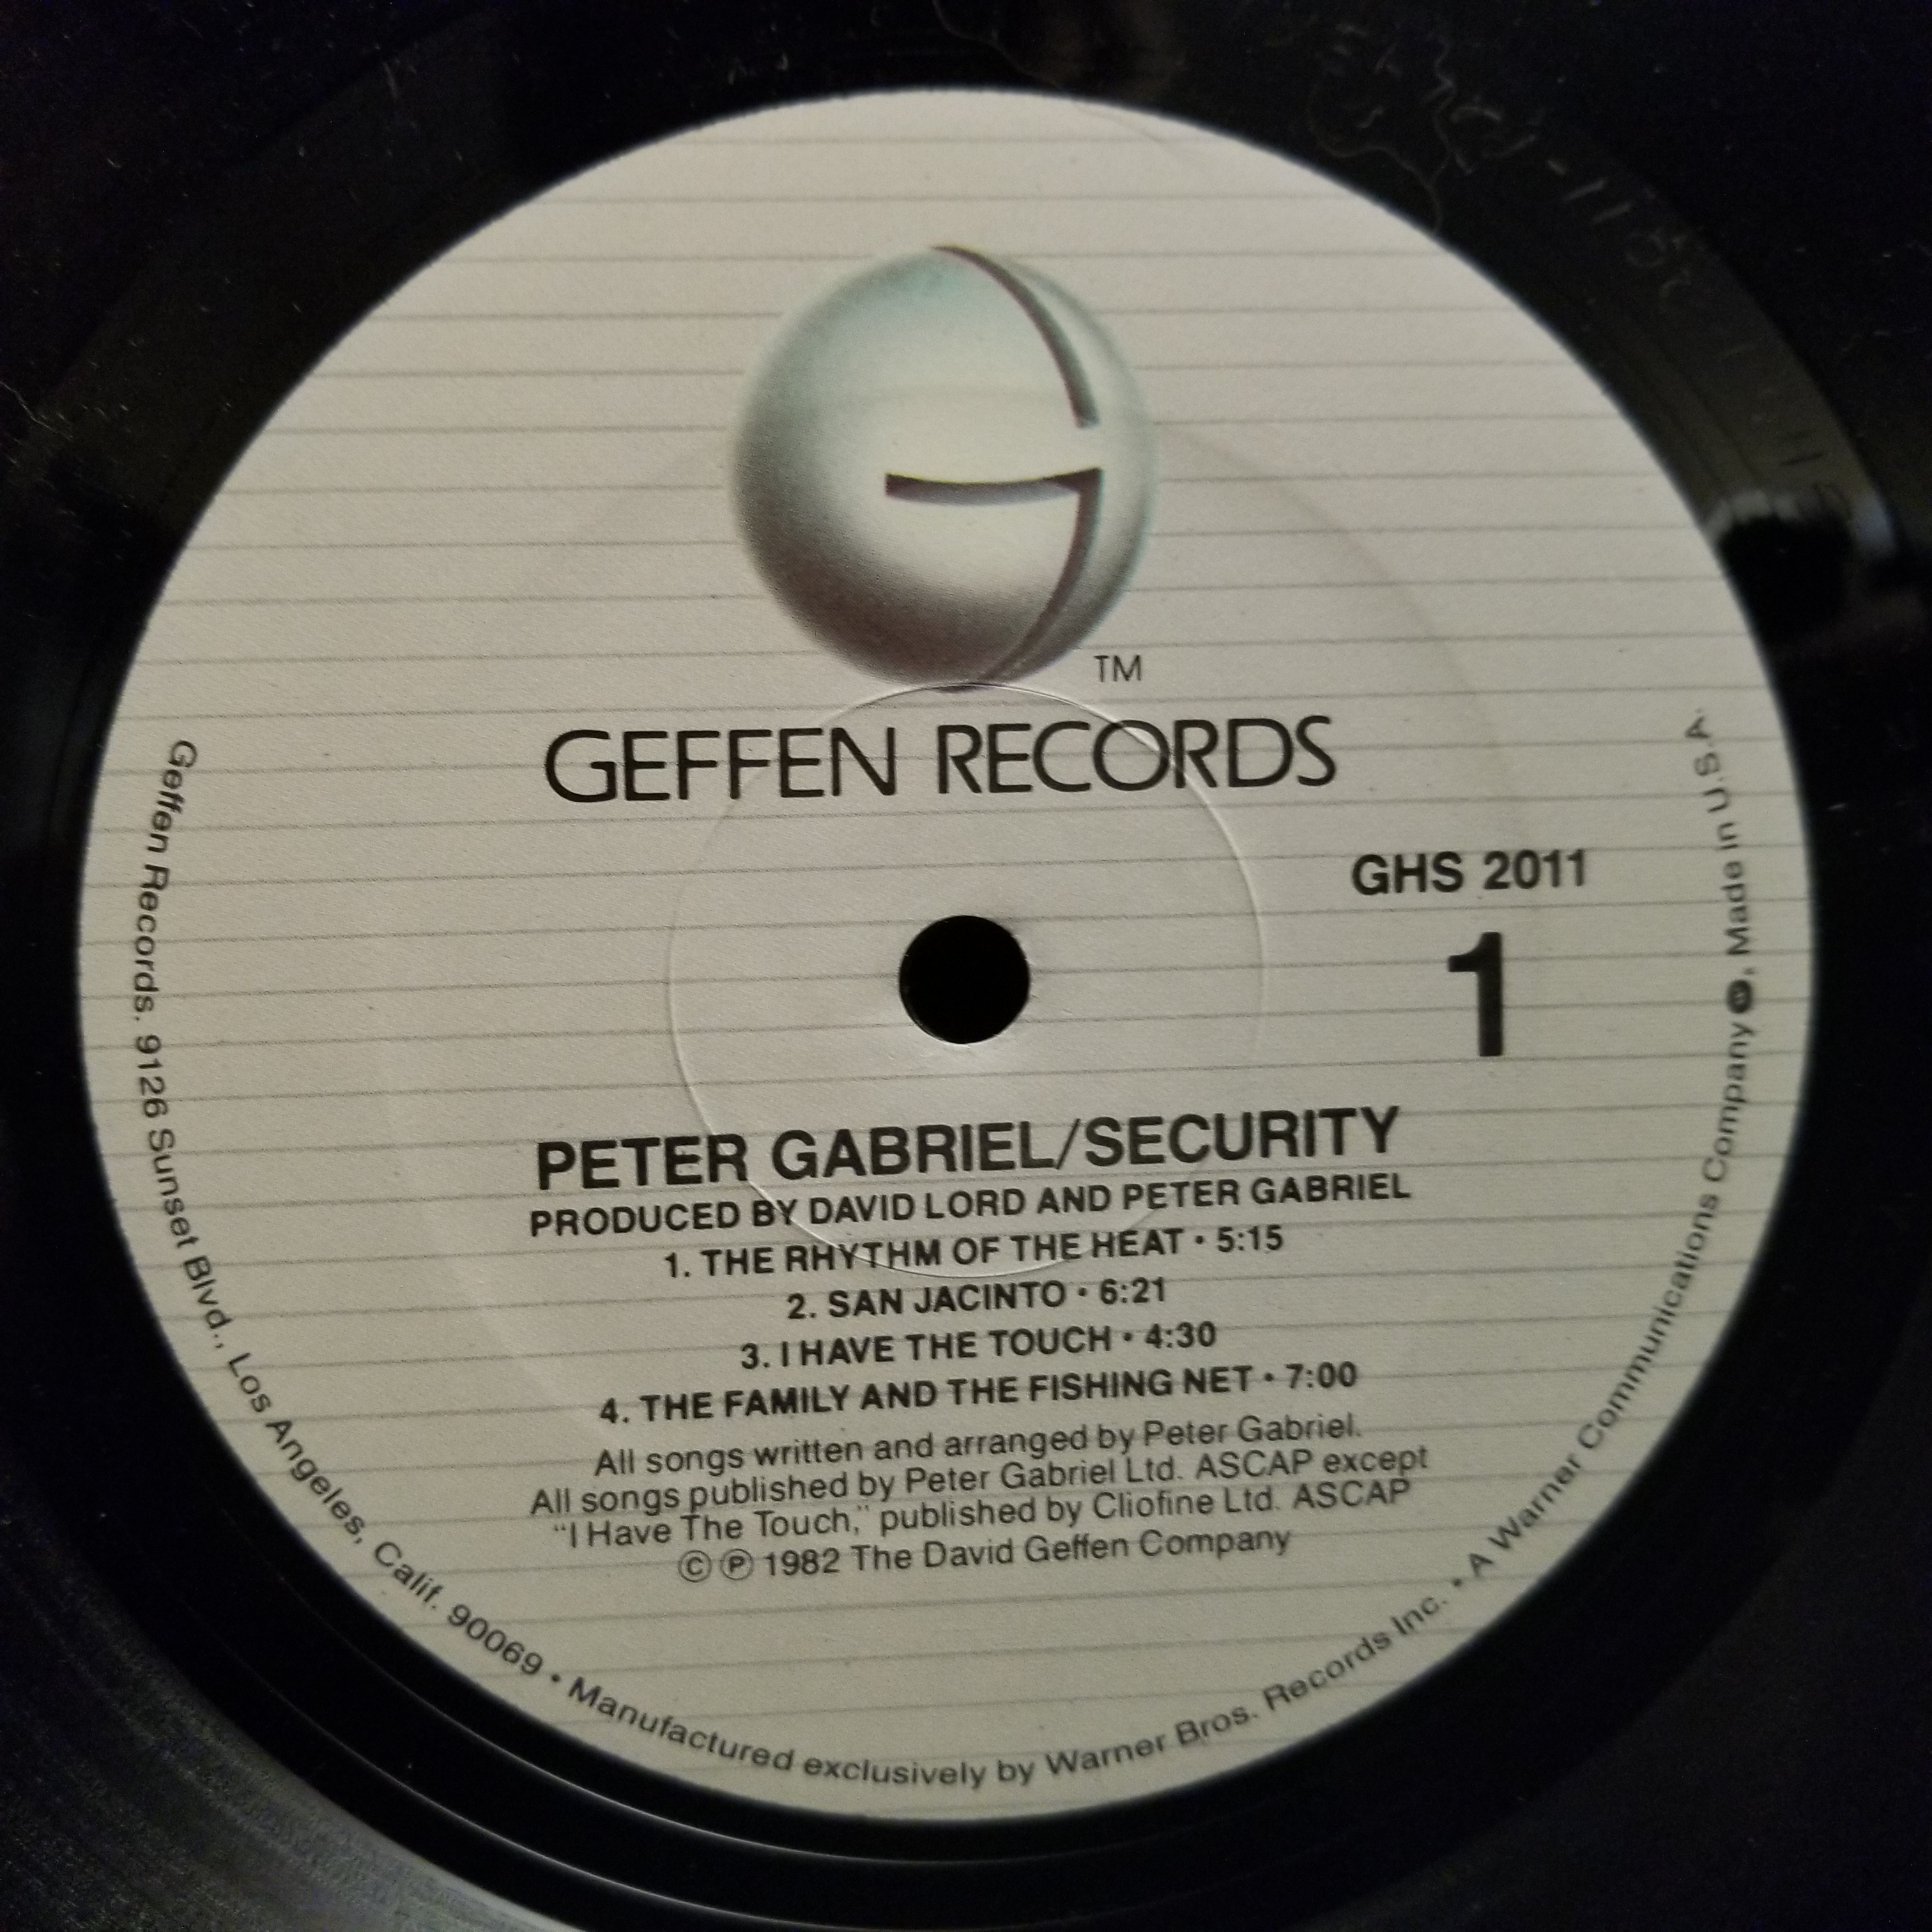 TM
GEFFEN RECORDS
GHS 2011
1
PETER GABRIEL/SECURITY
PRODUCED BY DAVID LORD AND PETER GABRIEL
1. THE RHYTHM OF THE HEAT • 5:15
2. SAN JACINTO • 6:21
3. I HAVE THE TOUCH • 4:30
4. THE FAMILY AND THE FISHING NET • 7:00
All songs written and arranged by Peter Gabriel.
All songs published by Peter Gabriel Ltd. ASCAP except
“I Have The Touch,” published by Cliofine Ltd. ASCAP
© ℗ 1982 The David Geffen Company
Geffen Records. 9126 Sunset Blvd., Los Angeles, Calif. 90069 • Manufactured exclusively by Warner Bros. Records Inc. • A Warner Communications Company. Made in U.S.A.